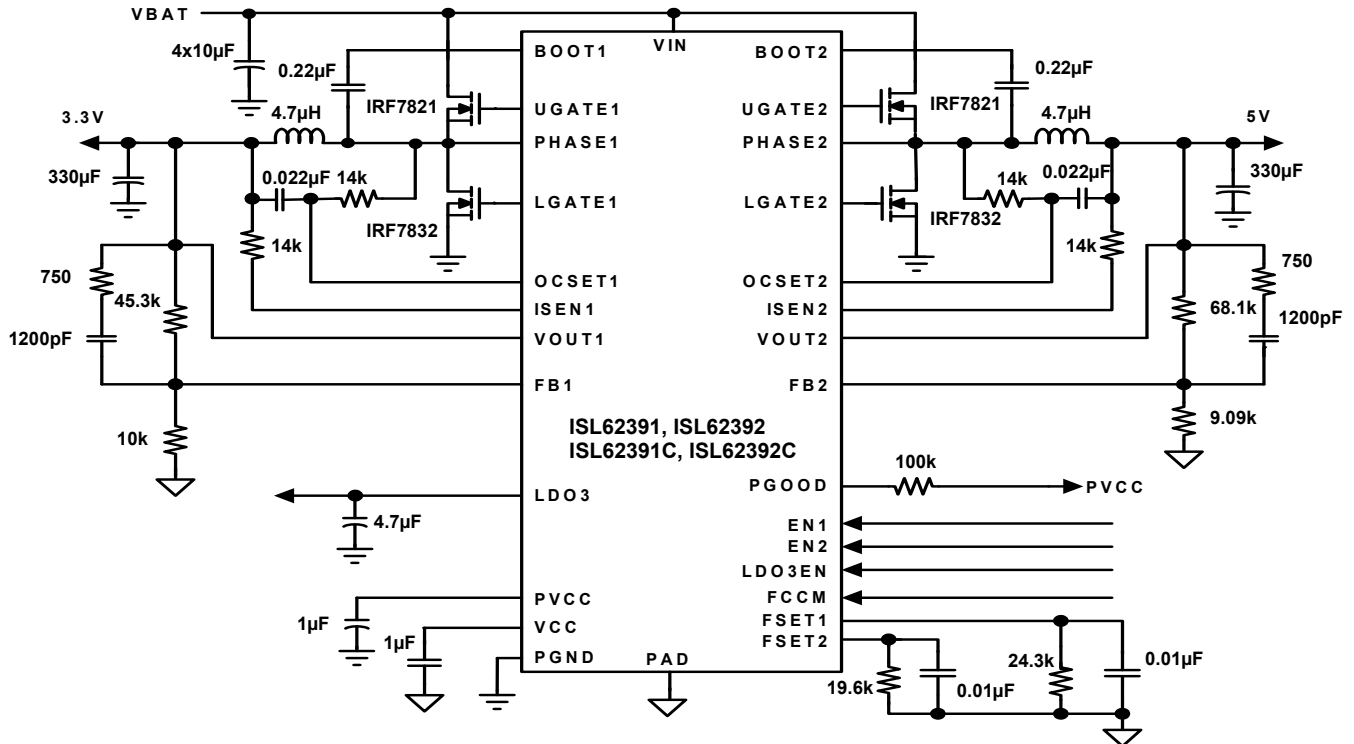 VBAT
4x10µF
0.22µF
4.7µH
3.3V
330µF
0.022µF
14k
14k
750
45.3k
1200pF
10k
IRF7821
IRF7832
BOOT1
UGATE1
PHASE1
LGATE1
OCSET1
ISEN1
VOUT1
FB1
LDO3
4.7µF
PVCC
1µF
VCC
1µF
PGND
PAD
VIN
ISL62391, ISL62392
ISL62391C, ISL62392C
BOOT2
UGATE2
PHASE2
LGATE2
OCSET2
ISEN2
VOUT2
FB2
PGOOD
EN1
EN2
LDO3EN
FCCM
FSET1
FSET2
IRF7821
IRF7832
0.22µF
4.7µH
5V
330µF
14k
0.022µF
14k
750
68.1k
1200pF
9.09k
100k
PVCC
19.6k
0.01µF
24.3k
0.01µF